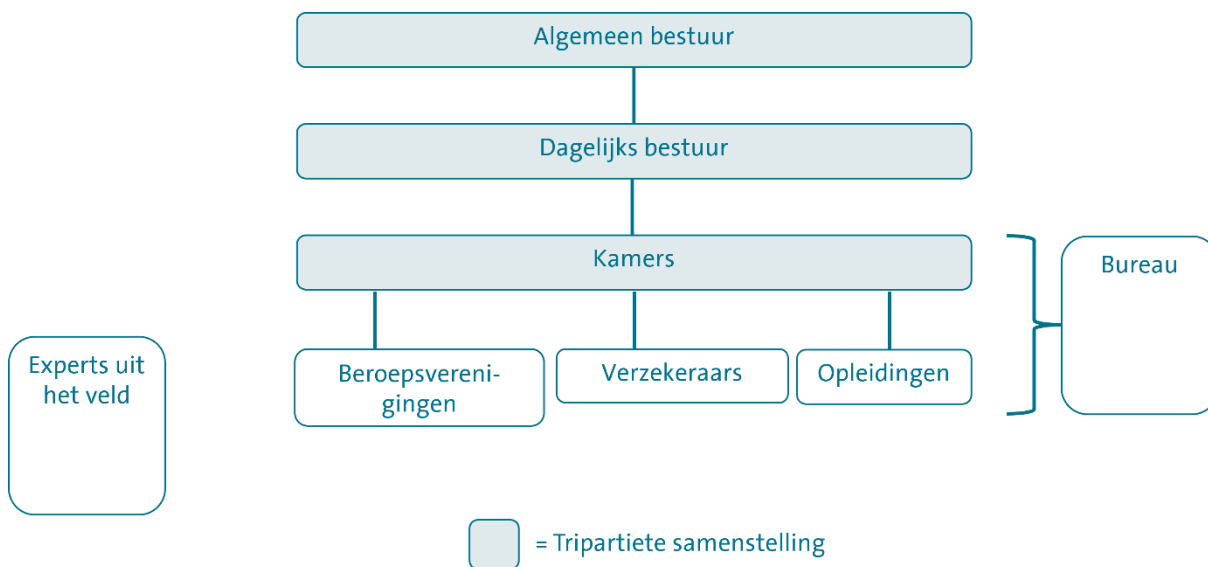 Algemeen bestuur
Dagelijks bestuur
Kamers
Bureau
Experts uit
het veld
Beroepsvereni-
gingen
Verzekeraars
Opleidingen
= Tripartiete samenstelling